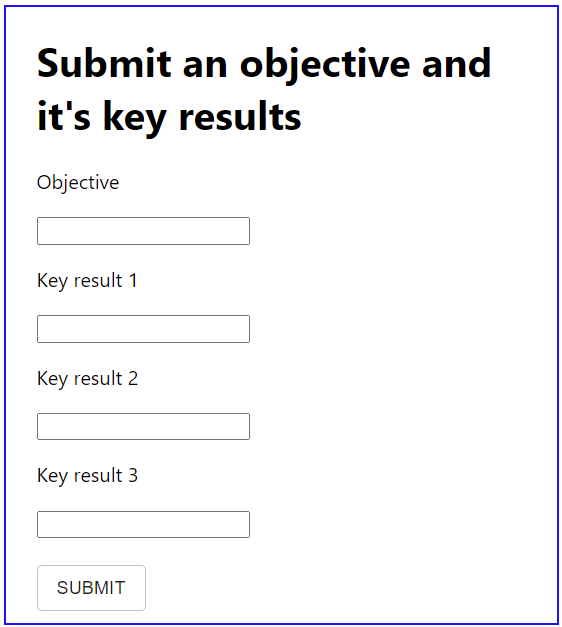 Submit an objective and
it's key results
Objective
Key result 1
Key result 2
Key result 3
SUBMIT